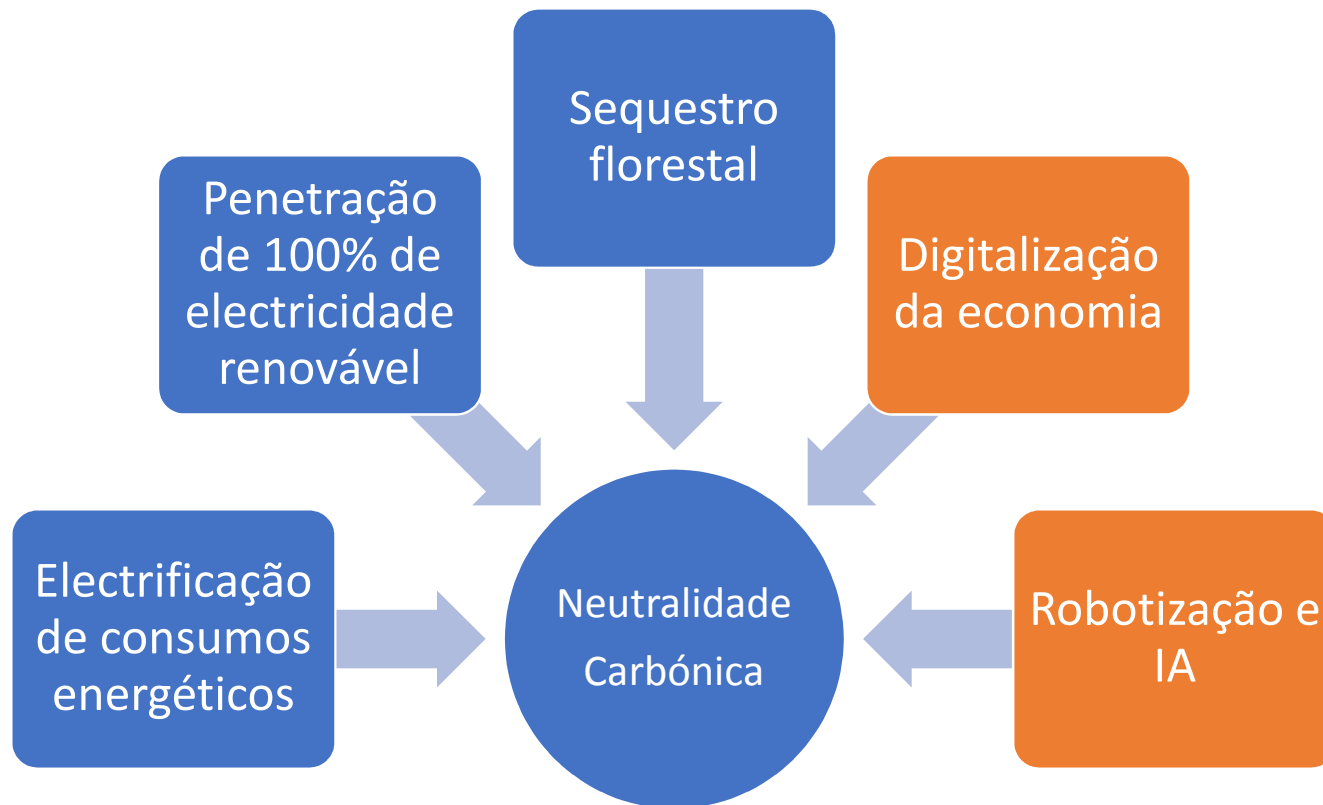 Sequestro
florestal
Penetração
de 100% de
electricidade
renovável
Digitalização
da economia
Electrificação
de consumos
energéticos
Neutralidade
Carbónica
Robotização e
IA